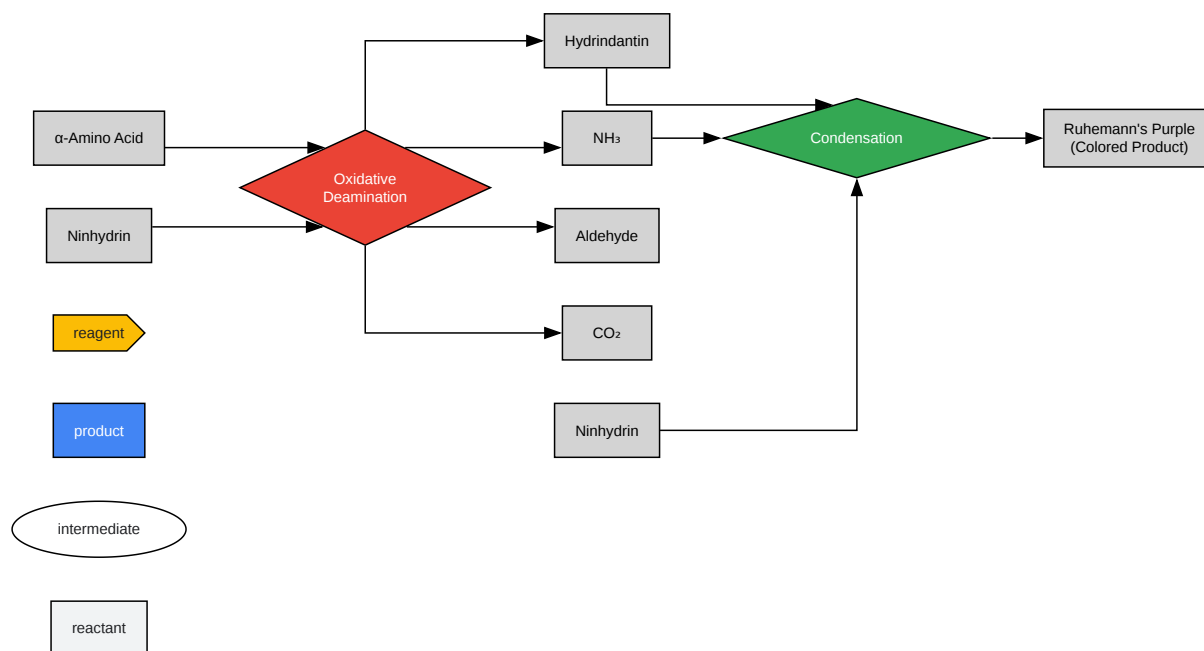 Hydrindantin
α-Amino Acid
NH₃
Condensation
Ruhemann's Purple
(Colored Product)
Oxidative
Deamination
Ninhydrin
Aldehyde
reagent
CO₂
product
Ninhydrin
intermediate
reactant